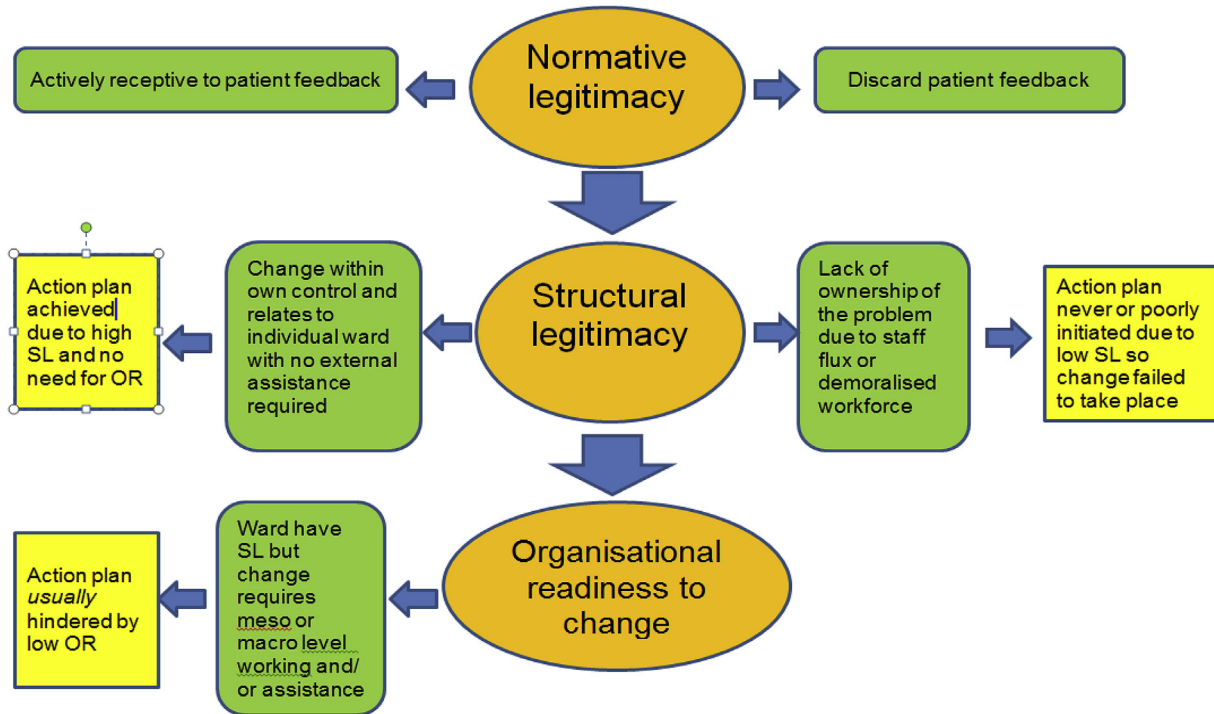 Normative
legitimacy
Actively receptive to patient feedback
Discard patient feedback
Action plan
achieved
due to high
SL and no
need for OR
Change within
own control and
relates to
individual ward
with no external
assistance
required
Structural
legitimacy
Lack of
ownership of
the problem
due to staff
flux or
demoralised
workforce
Action plan
never or poorly
initiated due to
low SL so
change failed
to take place
Action plan
usually
hindered by
low OR
Ward have
SL but
change
requires
meso or
macro level
working and/
or assistance
Organisational
readiness to
change